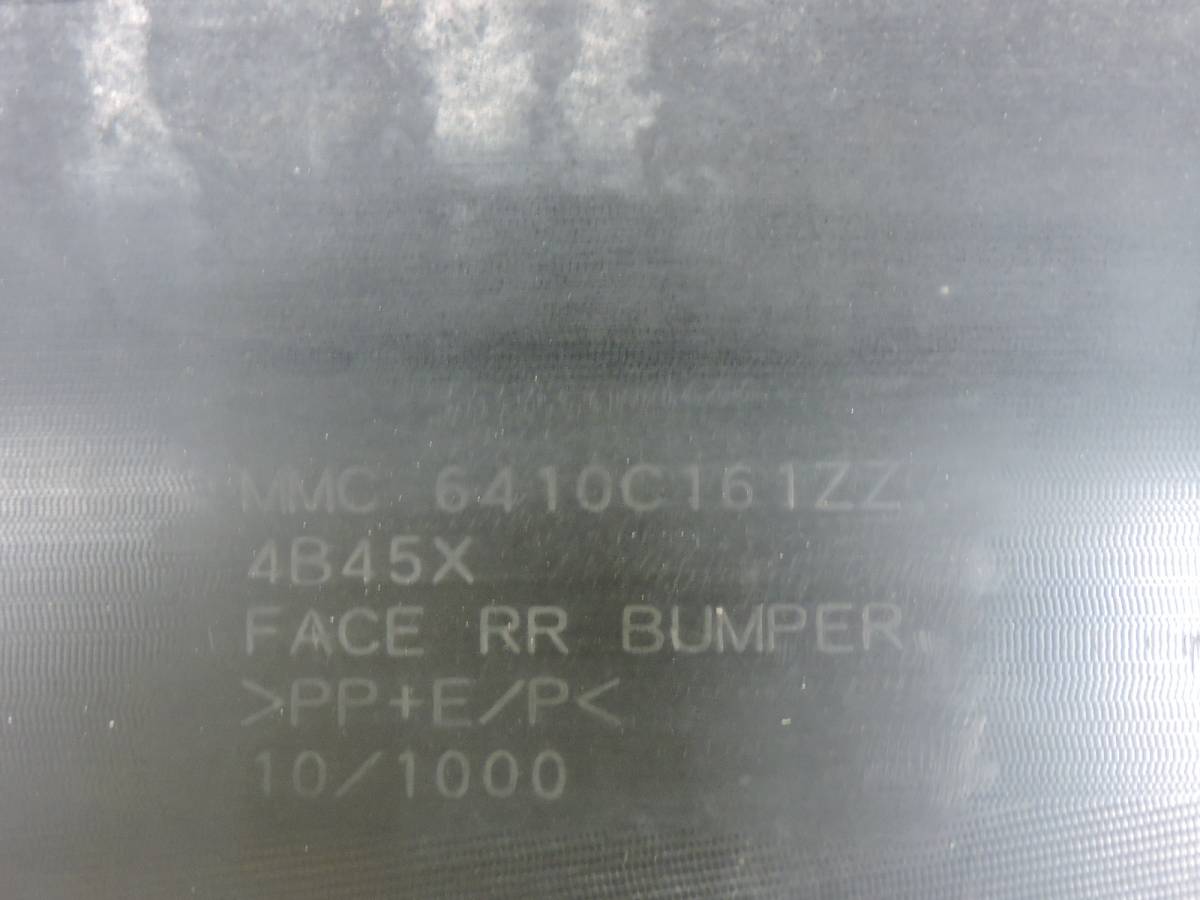 MMC 6410C161ZZ
4B45X
FACE RR BUMPER
>PP+E/P<
10/1000